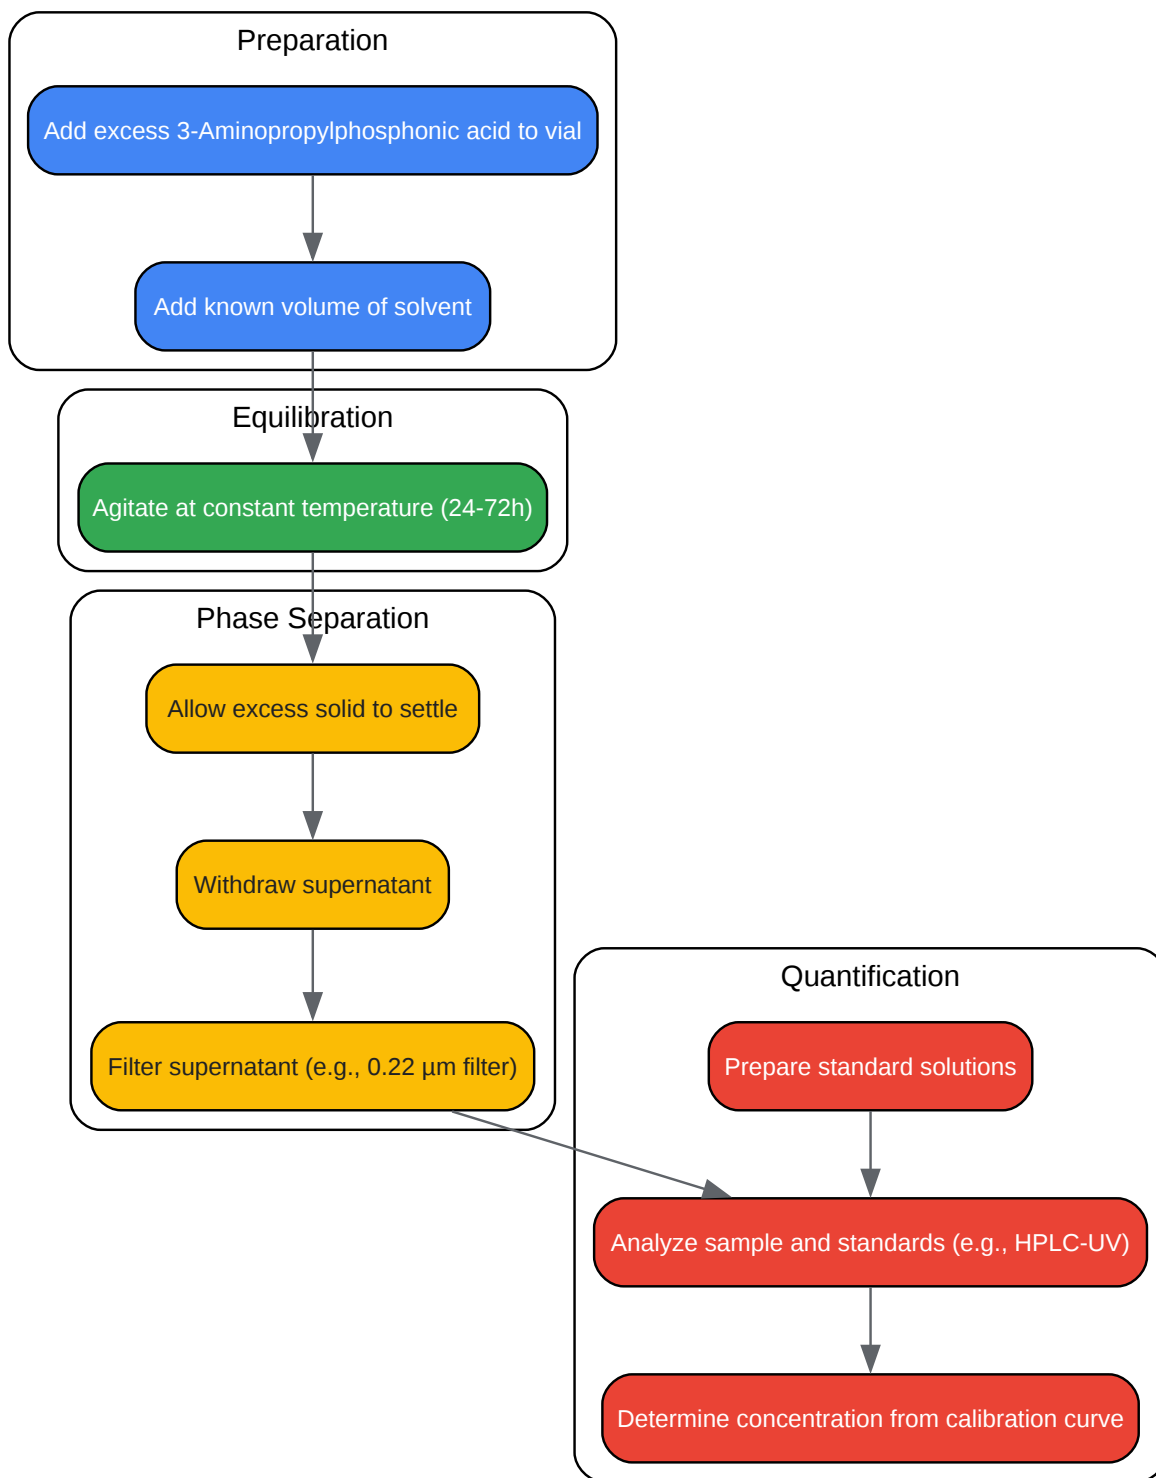 Preparation
Add excess 3-Aminopropylphosphonic acid to vial
Add known volume of solvent
Equilibration
Agitate at constant temperature (24-72h)
Phase Separation
Allow excess solid to settle
Withdraw supernatant
Filter supernatant (e.g., 0.22 µm filter)
Quantification
Prepare standard solutions
Analyze sample and standards (e.g., HPLC-UV)
Determine concentration from calibration curve